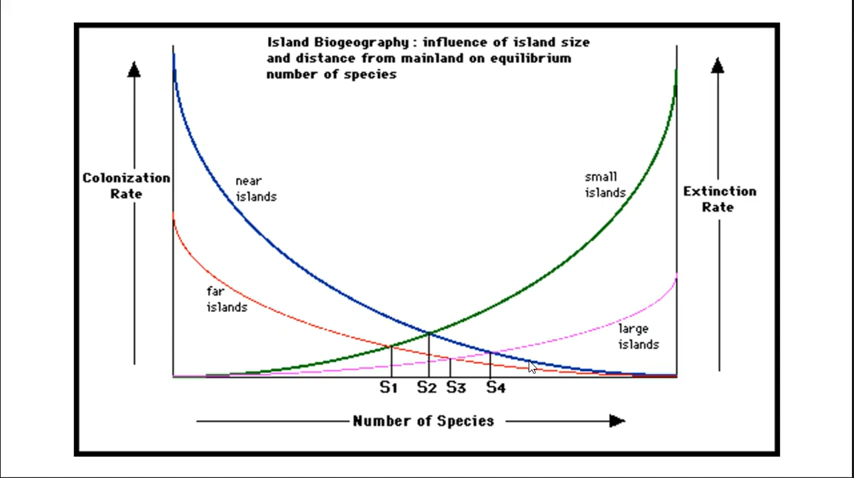 Island Biogeography : influence of island size
and distance from mainland on equilibrium
number of species
Colonization
Rate
near
islands
far
islands
small
islands
large
islands
Extinction
Rate
S1
S2
S3
S4
Number of Species